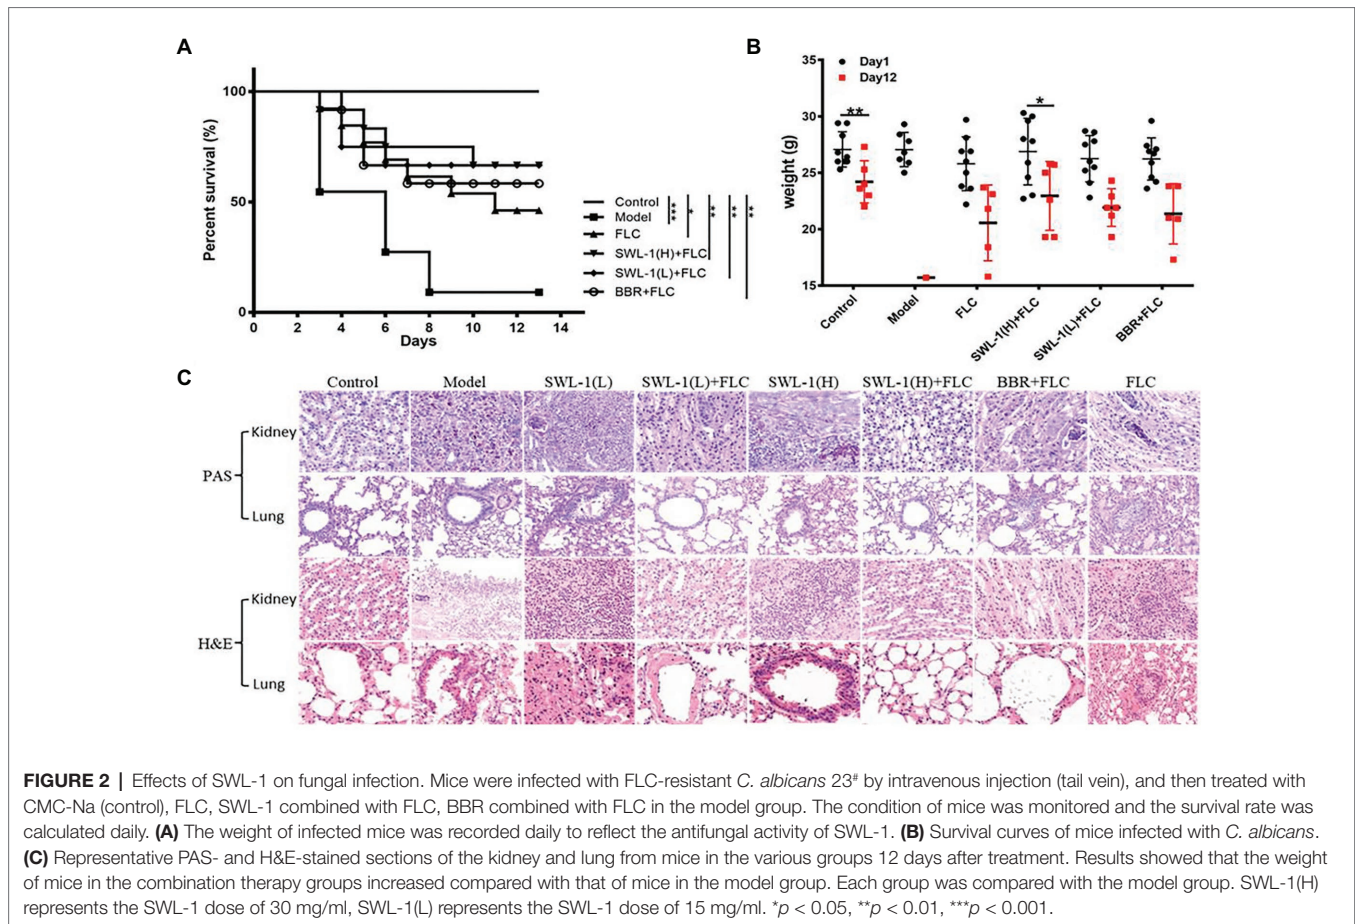 A
Percent survival (%)
100
50
0
0 2 4 6 8 10 12 14
Days
Control
Model
FLC
SWL-1(H)+FLC
SWL-1(L)+FLC
BBR+FLC
***
*
**
**
**
B
weight (g)
35
30
25
20
15
Day1
Day12
**
*
Control
Model
FLC
SWL-1(H)+FLC
SWL-1(L)+FLC
BBR+FLC
C
Control Model SWL-1(L) SWL-1(L)+FLC SWL-1(H) SWL-1(H)+FLC BBR+FLC FLC
PAS
Kidney
Lung
H&E
Kidney
Lung
FIGURE 2 | Effects of SWL-1 on fungal infection. Mice were infected with FLC-resistant C. albicans 23# by intravenous injection (tail vein), and then treated with
CMC-Na (control), FLC, SWL-1 combined with FLC, BBR combined with FLC in the model group. The condition of mice was monitored and the survival rate was
calculated daily. (A) The weight of infected mice was recorded daily to reflect the antifungal activity of SWL-1. (B) Survival curves of mice infected with C. albicans.
(C) Representative PAS- and H&E-stained sections of the kidney and lung from mice in the various groups 12 days after treatment. Results showed that the weight
of mice in the combination therapy groups increased compared with that of mice in the model group. Each group was compared with the model group. SWL-1(H)
represents the SWL-1 dose of 30 mg/ml, SWL-1(L) represents the SWL-1 dose of 15 mg/ml. *p < 0.05, **p < 0.01, ***p < 0.001.